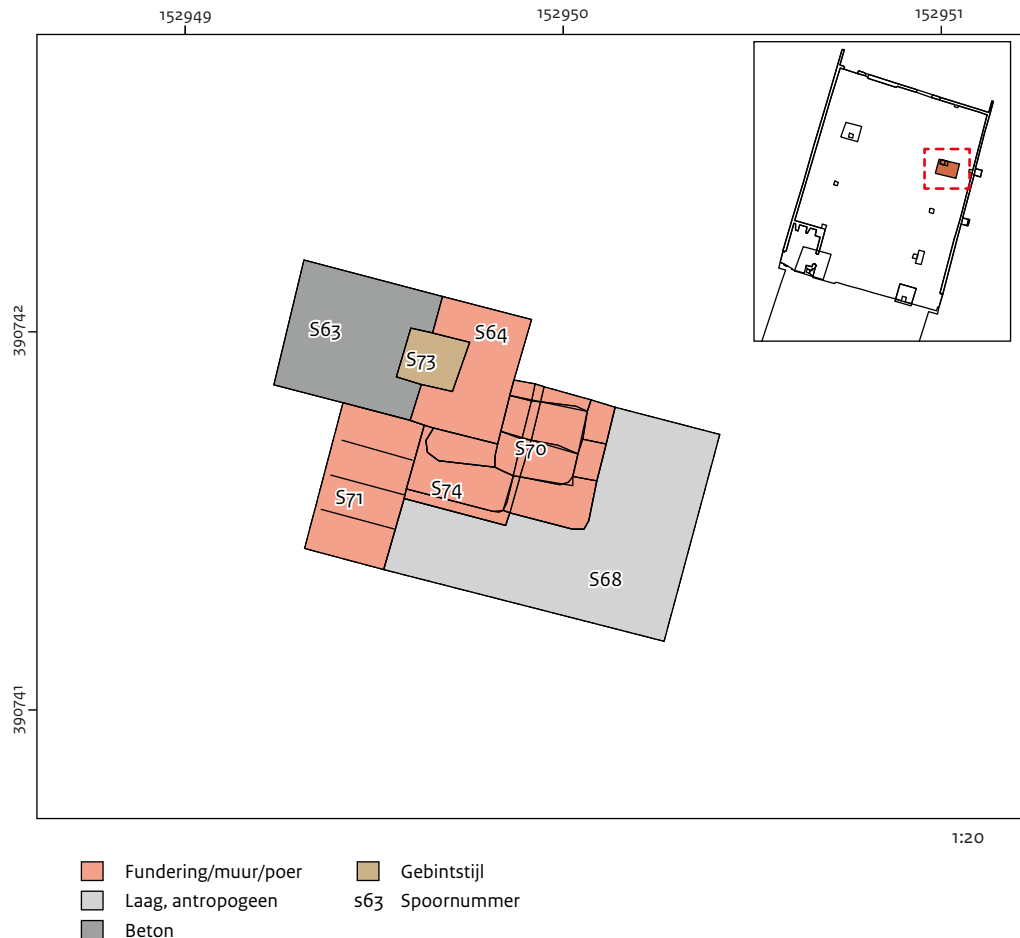 152949 152950 152951
390742
390741
S63
S64
S73
S70
S74
S71
S68
1:20
Fundering/muur/poer
Laag, antropogeen
Beton
Gebintstijl
s63 Spoornummer